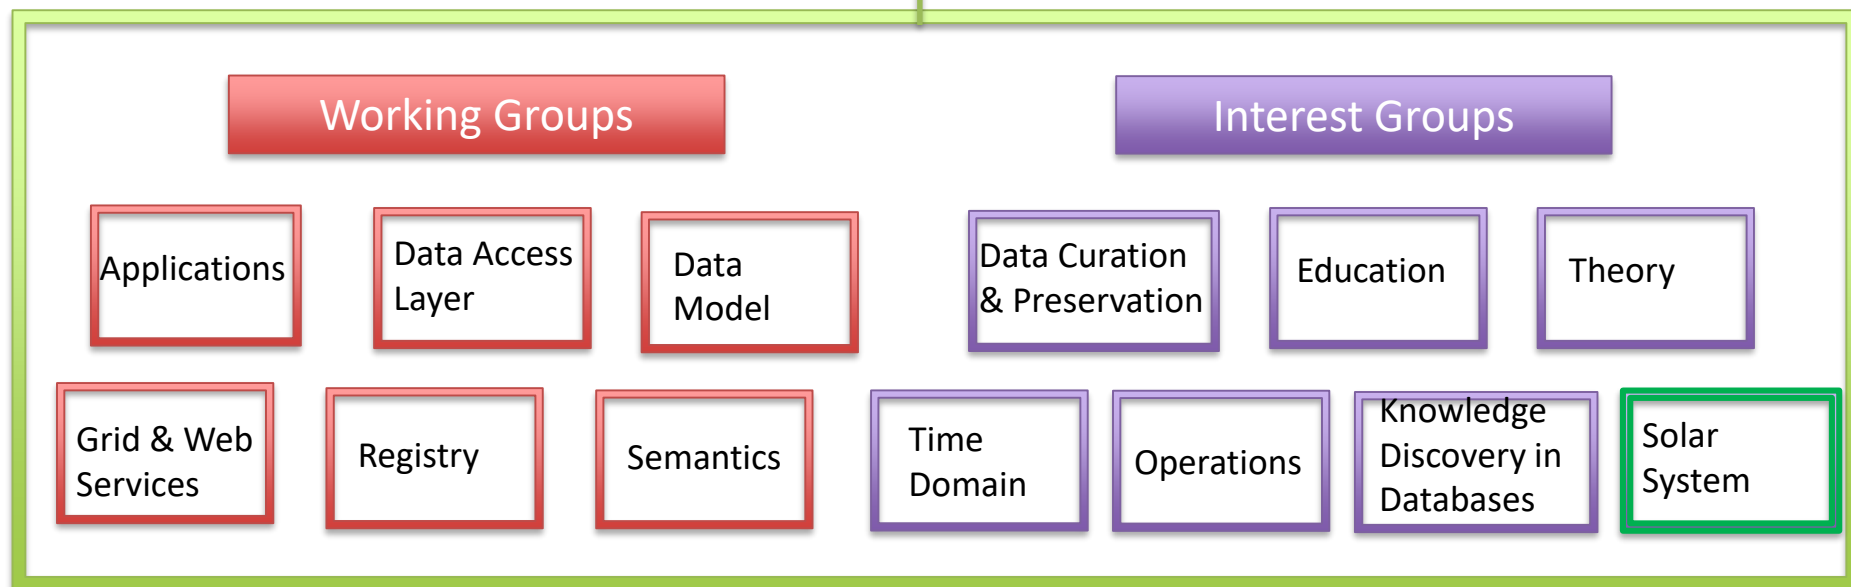 Working Groups
Interest Groups
Applications
Data Access
Layer
Data
Model
Data Curation
& Preservation
Education
Theory
Grid & Web
Services
Registry
Semantics
Time
Domain
Operations
Knowledge
Discovery in
Databases
Solar
System